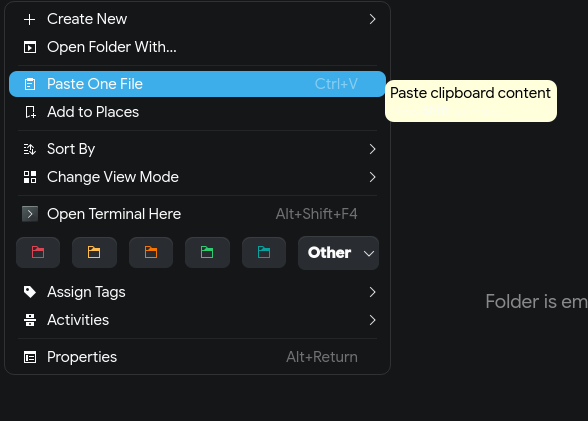 Create New
Open Folder With...
Paste One File Ctrl+V
Paste clipboard content
Add to Places
Sort By
Change View Mode
Open Terminal Here Alt+Shift+F4
Other
Folder is em
Assign Tags
Activities
Properties Alt+Return